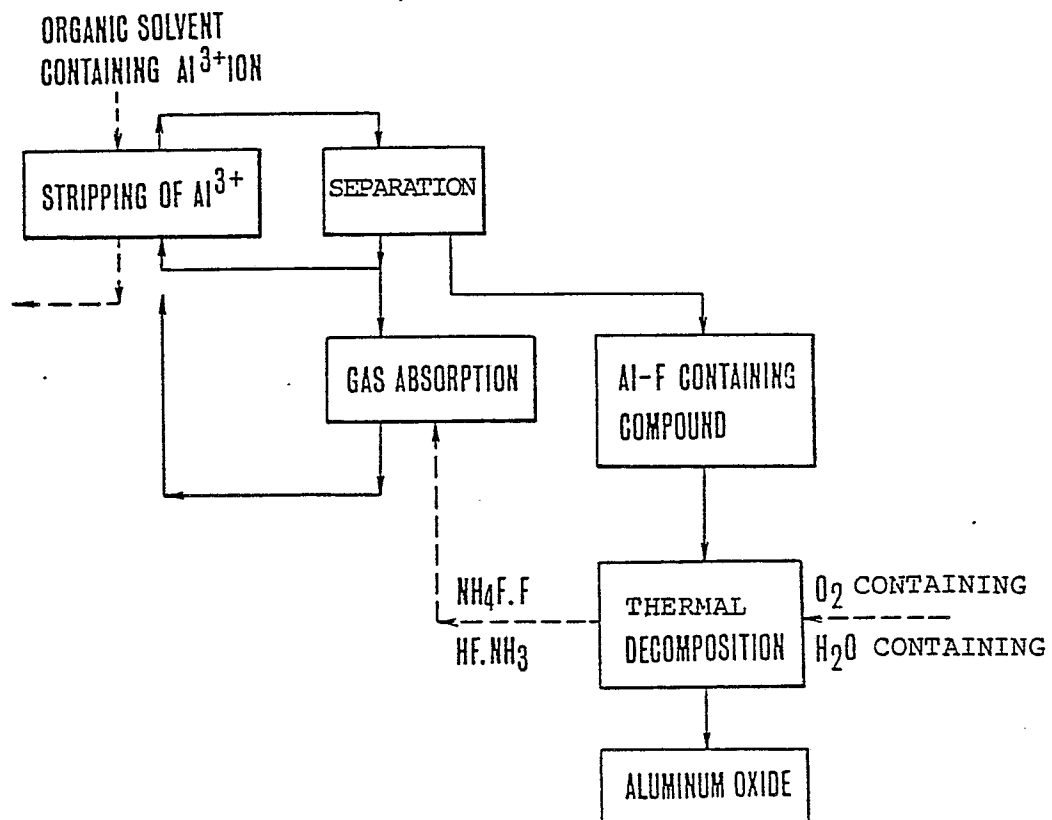 ORGANIC SOLVENT
CONTAINING Al3+ION
STRIPPING OF Al3+
SEPARATION
GAS ABSORPTION
Al-F CONTAINING
COMPOUND
NH4F.F
HF.NH3
THERMAL
DECOMPOSITION
O2 CONTAINING
H2O CONTAINING
ALUMINUM OXIDE